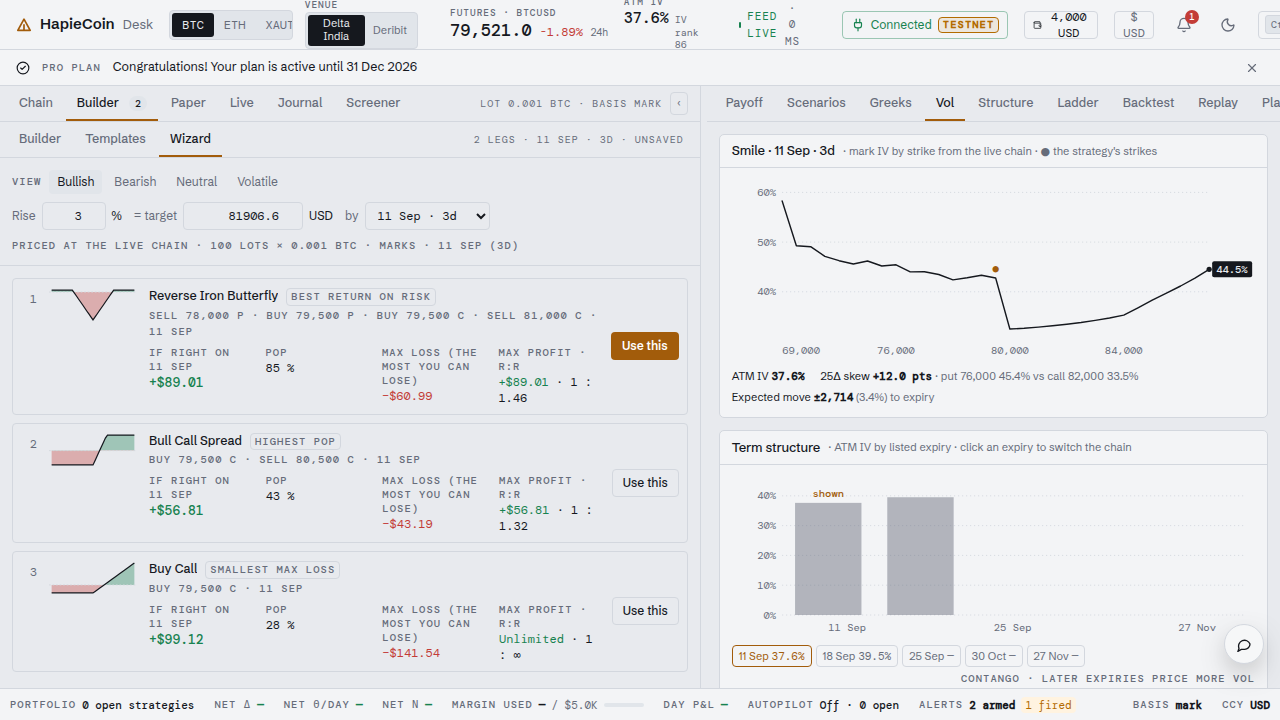 HapieCoin Desk
BTC ETH XAUT
VENUE
Delta India Deribit
FUTURES · BTCUSD
79,521.0 -1.89% 24h
ATM IV
37.6% IV rank 86
FEED LIVE · 0 MS
Connected TESTNET
4,000 USD
$ USD
1
PRO PLAN Congratulations! Your plan is active until 31 Dec 2026
Chain Builder 2 Paper Live Journal Screener
LOT 0.001 BTC · BASIS MARK ‹
Builder Templates Wizard
2 LEGS · 11 SEP · 3D · UNSAVED
VIEW Bullish Bearish Neutral Volatile
Rise 3 % = target 81906.6 USD by 11 Sep · 3d
PRICED AT THE LIVE CHAIN · 100 LOTS × 0.001 BTC · MARKS · 11 SEP (3D)
1
Reverse Iron Butterfly BEST RETURN ON RISK
SELL 78,000 P · BUY 79,500 P · BUY 79,500 C · SELL 81,000 C ·
11 SEP
IF RIGHT ON 11 SEP
+$89.01
POP
85 %
MAX LOSS (THE MOST YOU CAN LOSE)
−$60.99
MAX PROFIT · R:R
+$89.01 · 1 : 1.46
Use this
2
Bull Call Spread HIGHEST POP
BUY 79,500 C · SELL 80,500 C · 11 SEP
IF RIGHT ON 11 SEP
+$56.81
POP
43 %
MAX LOSS (THE MOST YOU CAN LOSE)
−$43.19
MAX PROFIT · R:R
+$56.81 · 1 : 1.32
Use this
3
Buy Call SMALLEST MAX LOSS
BUY 79,500 C · 11 SEP
IF RIGHT ON 11 SEP
+$99.12
POP
28 %
MAX LOSS (THE MOST YOU CAN LOSE)
−$141.54
MAX PROFIT · R:R
Unlimited · 1 : ∞
Use this
Payoff Scenarios Greeks Vol Structure Ladder Backtest Replay
Smile · 11 Sep · 3d · mark IV by strike from the live chain · ● the strategy's strikes
60%
50%
40%
44.5%
69,000 76,000 80,000 84,000
ATM IV 37.6% 25Δ skew +12.0 pts · put 76,000 45.4% vs call 82,000 33.5%
Expected move ±2,714 (3.4%) to expiry
Term structure · ATM IV by listed expiry · click an expiry to switch the chain
shown
40%
30%
20%
10%
0%
11 Sep 25 Sep 27 Nov
11 Sep 37.6% 18 Sep 39.5% 25 Sep — 30 Oct — 27 Nov —
CONTANGO · LATER EXPIRIES PRICE MORE VOL
PORTFOLIO 0 open strategies NET Δ — NET Θ/DAY — NET N — MARGIN USED — / $5.0K DAY P&L — AUTOPILOT Off · 0 open ALERTS 2 armed 1 fired BASIS mark CCY USD